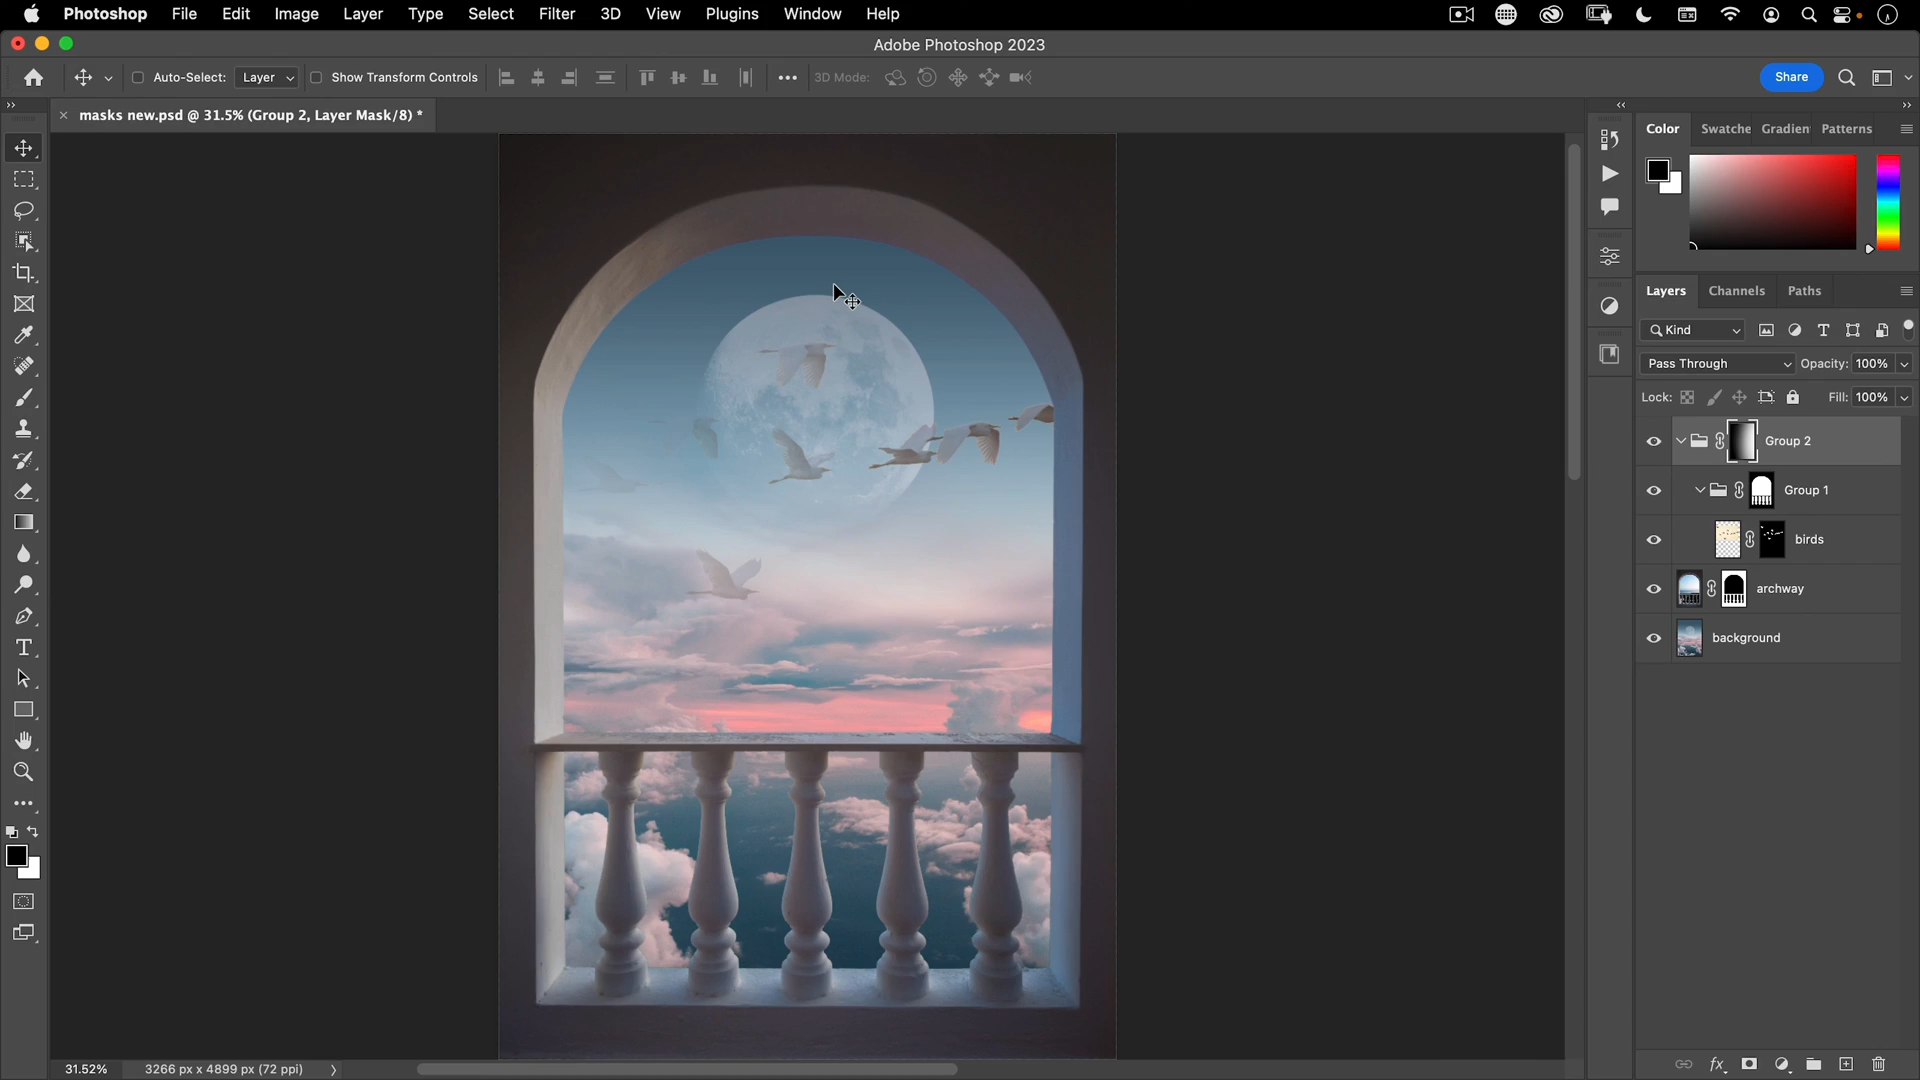 Photoshop File Edit Image Layer Type Select Filter 3D View Plugins Window Help
Adobe Photoshop 2023
Auto-Select: Layer Show Transform Controls 3D Mode: Share
masks new.psd @ 31.5% (Group 2, Layer Mask/8) *
Color Swatche Gradien Patterns
Layers Channels Paths
Kind
Pass Through Opacity: 100%
Lock: Fill: 100%
Group 2
Group 1
birds
archway
background
31.52% 3266 px x 4899 px (72 ppi)
fx